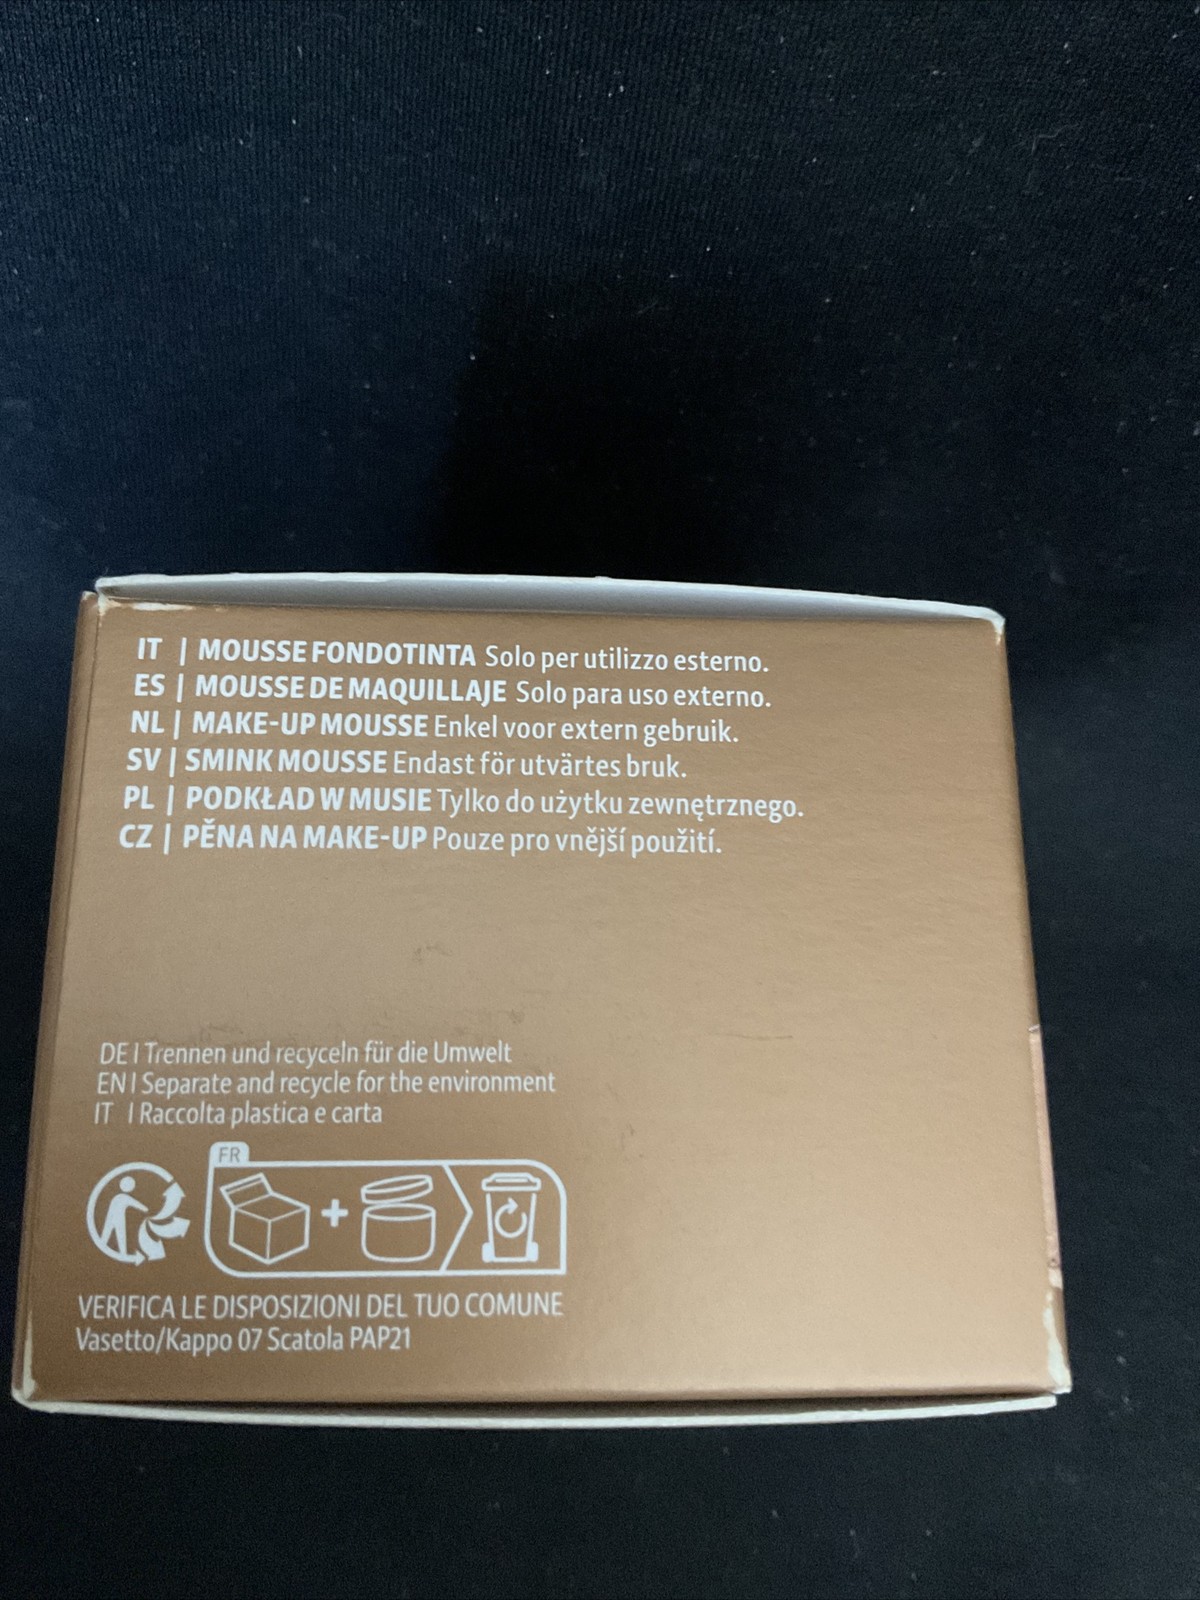 IT | MOUSSE FONDOTINTA Solo per utilizzo esterno.
ES | MOUSSE DE MAQUILLAJE Solo para uso externo.
NL | MAKE-UP MOUSSE Enkel voor extern gebruik.
SV | SMINK MOUSSE Endast för utvärtes bruk.
PL | PODKŁAD W MUSIE Tylko do użytku zewnętrznego.
CZ | PĚNA NA MAKE-UP Pouze pro vnější použití.
DE I Trennen und recyceln für die Umwelt
EN I Separate and recycle for the environment
IT I Raccolta plastica e carta
FR
+
VERIFICA LE DISPOSIZIONI DEL TUO COMUNE
Vasetto/Kappo 07 Scatola PAP21